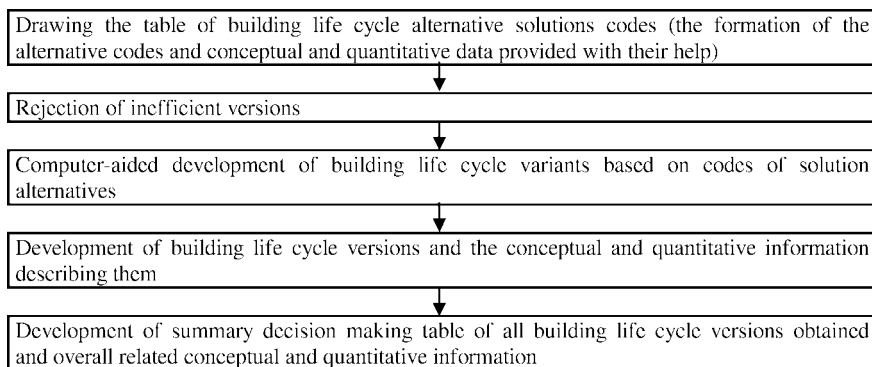 Drawing the table of building life cycle alternative solutions codes (the formation of the
alternative codes and conceptual and quantitative data provided with their help)
Rejection of inefficient versions
Computer-aided development of building life cycle variants based on codes of solution
alternatives
Development of building life cycle versions and the conceptual and quantitative information
describing them
Development of summary decision making table of all building life cycle versions obtained
and overall related conceptual and quantitative information